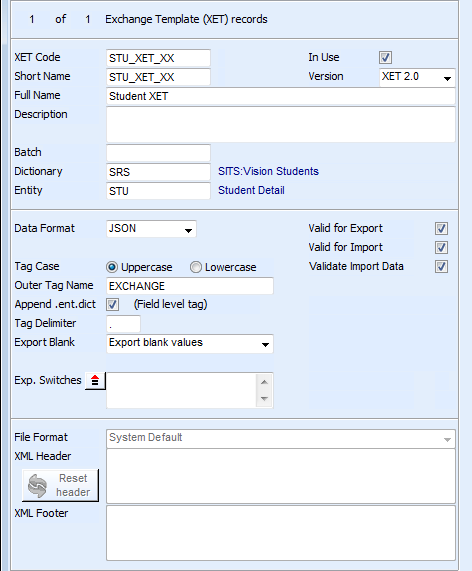 1 of 1 Exchange Template (XET) records
XET Code STU_XET_XX In Use
Short Name STU_XET_XX Version XET 2.0
Full Name Student XET
Description
Batch
Dictionary SRS SITS:Vision Students
Entity STU Student Detail
Data Format JSON Valid for Export
Valid for Import
Tag Case Uppercase Lowercase Validate Import Data
Outer Tag Name EXCHANGE
Append .ent.dict (Field level tag)
Tag Delimiter .
Export Blank Export blank values
Exp. Switches
File Format System Default
XML Header
Reset
header
XML Footer